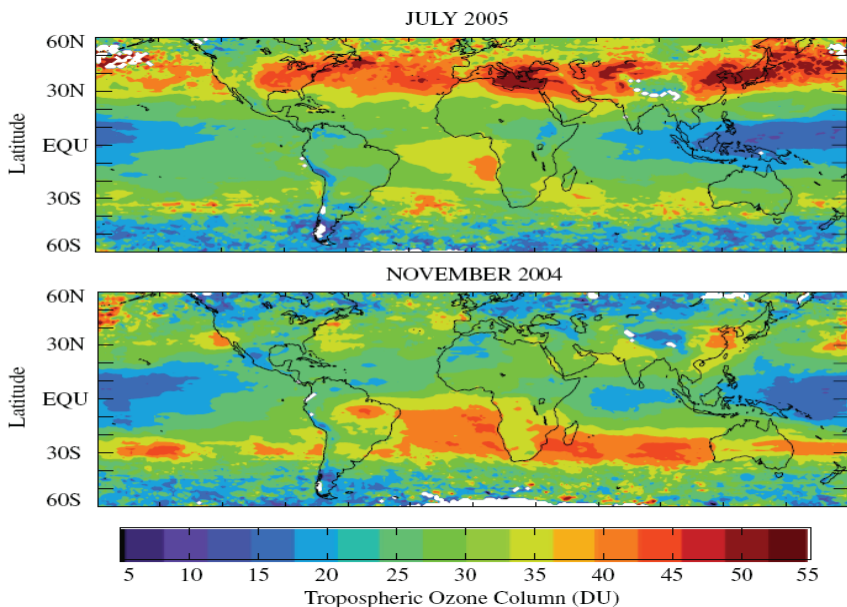 JULY 2005
60N
30N
EQU
30S
60S
Latitude
NOVEMBER 2004
60N
30N
EQU
30S
60S
Latitude
5 10 15 20 25 30 35 40 45 50 55
Tropospheric Ozone Column (DU)